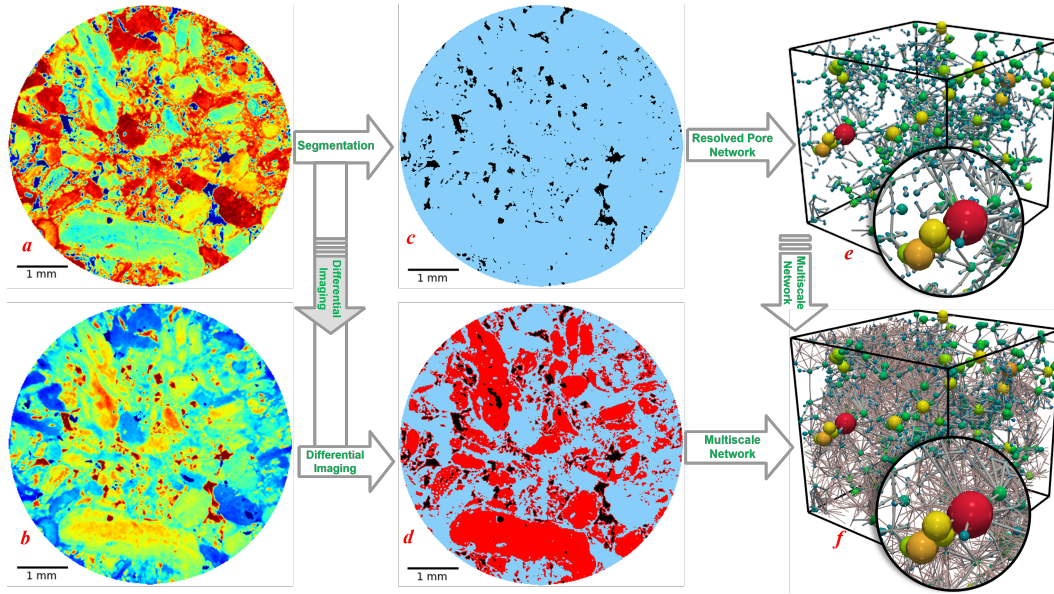 a
1 mm
Segmentation
c
1 mm
Resolved Pore
Network
e
Differential
Imaging
Multiscale
Network
b
1 mm
Differential
Imaging
d
1 mm
Multiscale
Network
f